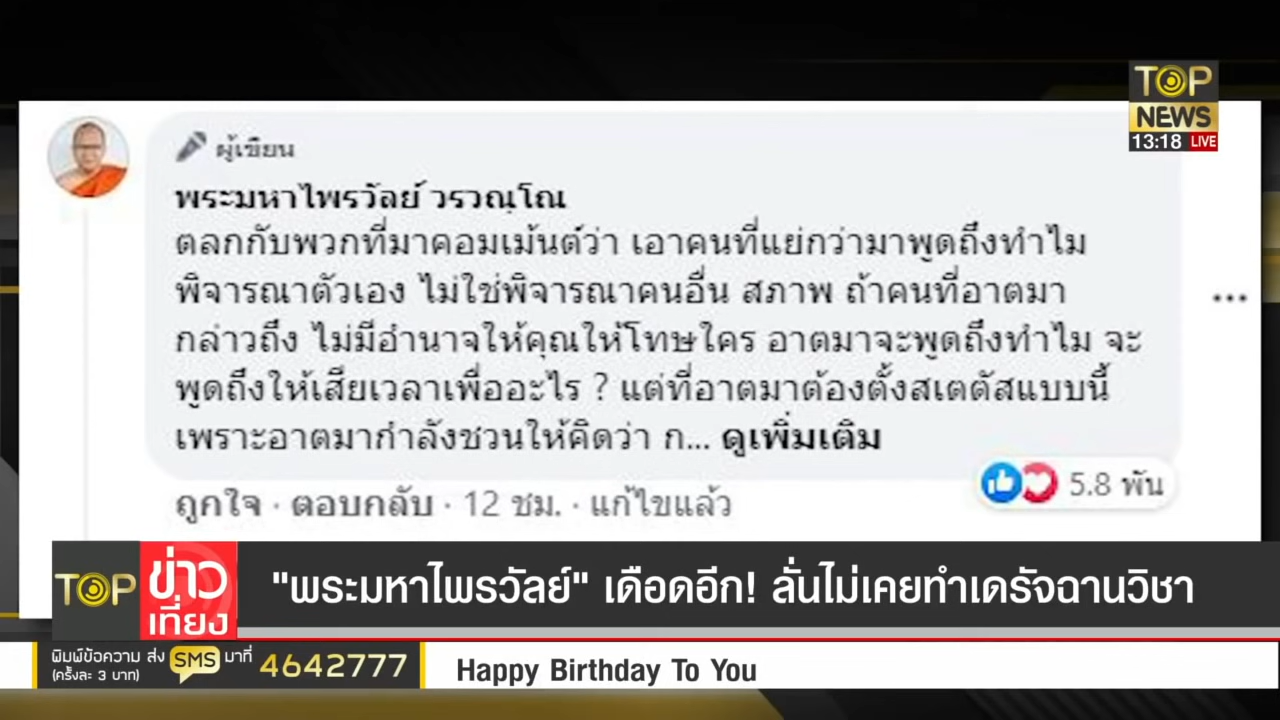 TOP
NEWS
13:18 LIVE
ผู้เขียน
พระมหาไพรวัลย์ วรวณฺโณ
ตลกกับพวกที่มาคอมเม้นต์ว่า เอาคนที่แย่กว่ามาพูดถึงทำไม
พิจารณาตัวเอง ไม่ใช่พิจารณาคนอื่น สภาพ ถ้าคนที่อาตมา
กล่าวถึง ไม่มีอำนาจให้คุณให้โทษใคร อาตมาจะพูดถึงทำไม จะ
พูดถึงให้เสียเวลาเพื่ออะไร ? แต่ที่อาตมาต้องตั้งสเตตัสแบบนี้
เพราะอาตมากำลังชวนให้คิดว่า ก... ดูเพิ่มเติม
5.8 พัน
ถูกใจ · ตอบกลับ · 12 ชม. · แก้ไขแล้ว
TOP ข่าวเที่ยง
"พระมหาไพรวัลย์" เดือดอีก! ลั่นไม่เคยทำเดรัจฉานวิชา
พิมพ์ข้อความ ส่ง SMS มาที่ 4642777
(ครั้งละ 3 บาท)
Happy Birthday To You